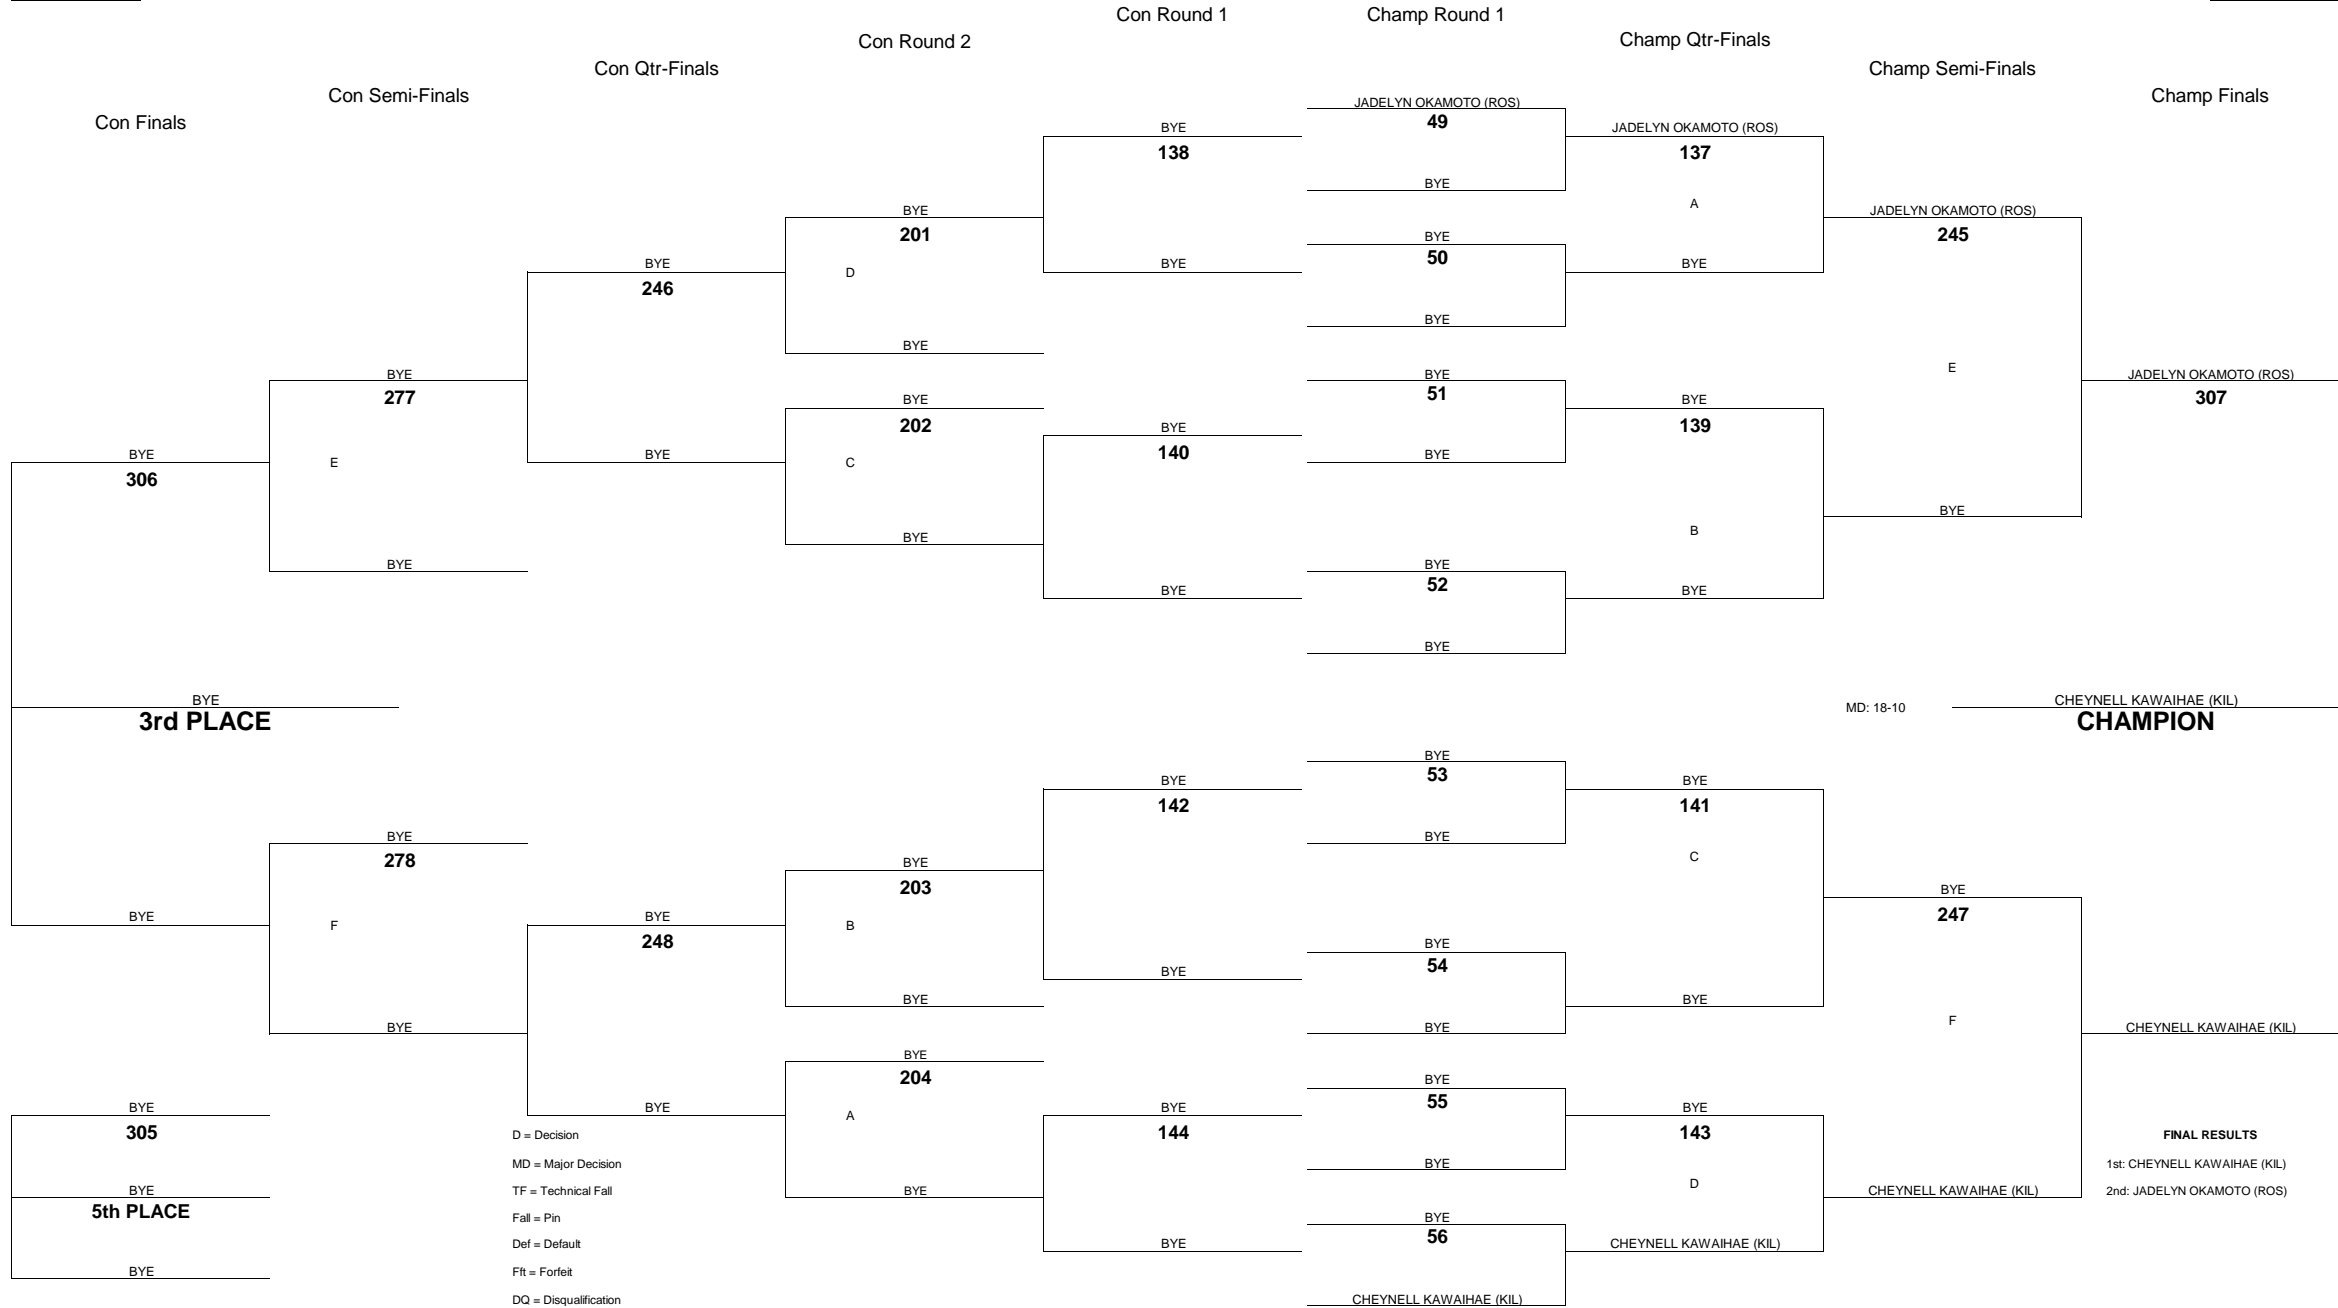 Con Round 1 Champ Round 1
Con Round 2 Champ Qtr-Finals
Con Qtr-Finals Champ Semi-Finals
Con Semi-Finals Champ Finals
JADELYN OKAMOTO (ROS)
Con Finals 49
BYE JADELYN OKAMOTO (ROS)
138 137
BYE
A
BYE JADELYN OKAMOTO (ROS)
201 245
BYE
50
BYE BYE BYE
D
246
BYE
BYE
E
BYE BYE JADELYN OKAMOTO (ROS)
277 51 307
BYE BYE
202 139
BYE
140
BYE BYE BYE
E C
306
BYE
B
BYE
BYE BYE
52
BYE BYE
BYE
BYE MD: 18-10 CHEYNELL KAWAIHAE (KIL)
3rd PLACE CHAMPION
BYE
53
BYE BYE
142 141
BYE BYE
278 C
BYE
203
BYE
247
BYE BYE
F B
248
BYE
54
BYE
BYE BYE
F
BYE BYE CHEYNELL KAWAIHAE (KIL)
BYE
204
BYE
55
BYE BYE BYE BYE
A
305 144 143
D = Decision FINAL RESULTS
MD = Major Decision BYE 1st: CHEYNELL KAWAIHAE (KIL)
D
BYE TF = Technical Fall BYE CHEYNELL KAWAIHAE (KIL) 2nd: JADELYN OKAMOTO (ROS)
5th PLACE
Fall = Pin BYE
56
Def = Default BYE CHEYNELL KAWAIHAE (KIL)
BYE Fft = Forfeit
DQ = Disqualification CHEYNELL KAWAIHAE (KIL)